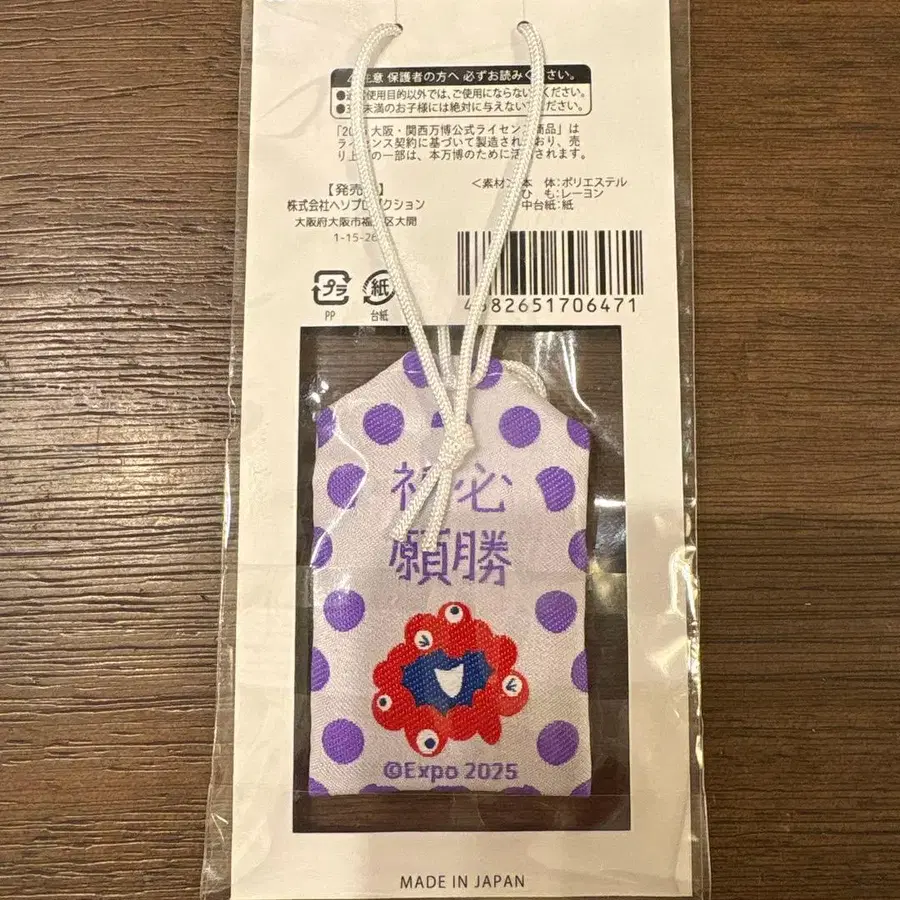 注意 保護者の方へ 必ずお読みください。
使用目的以外では、ご使用にならない ください。
未満のお子様には絶対に与えない ください。
大阪・関西万博公式ライセンス商品」は
ライセンス契約に基づいて製造され おり、売
り上 の一部は、本万博のために活 されます。
【発売 】
株式会社ヘソプロダクション
大阪府大阪市福 区大開
1-15-2
<素材> 本 体:ポリエステル
ひ も:レーヨン
中台紙:紙
プラ
PP
紙
台紙
4 82651706471
必勝
願
©Expo 2025
MADE IN JAPAN